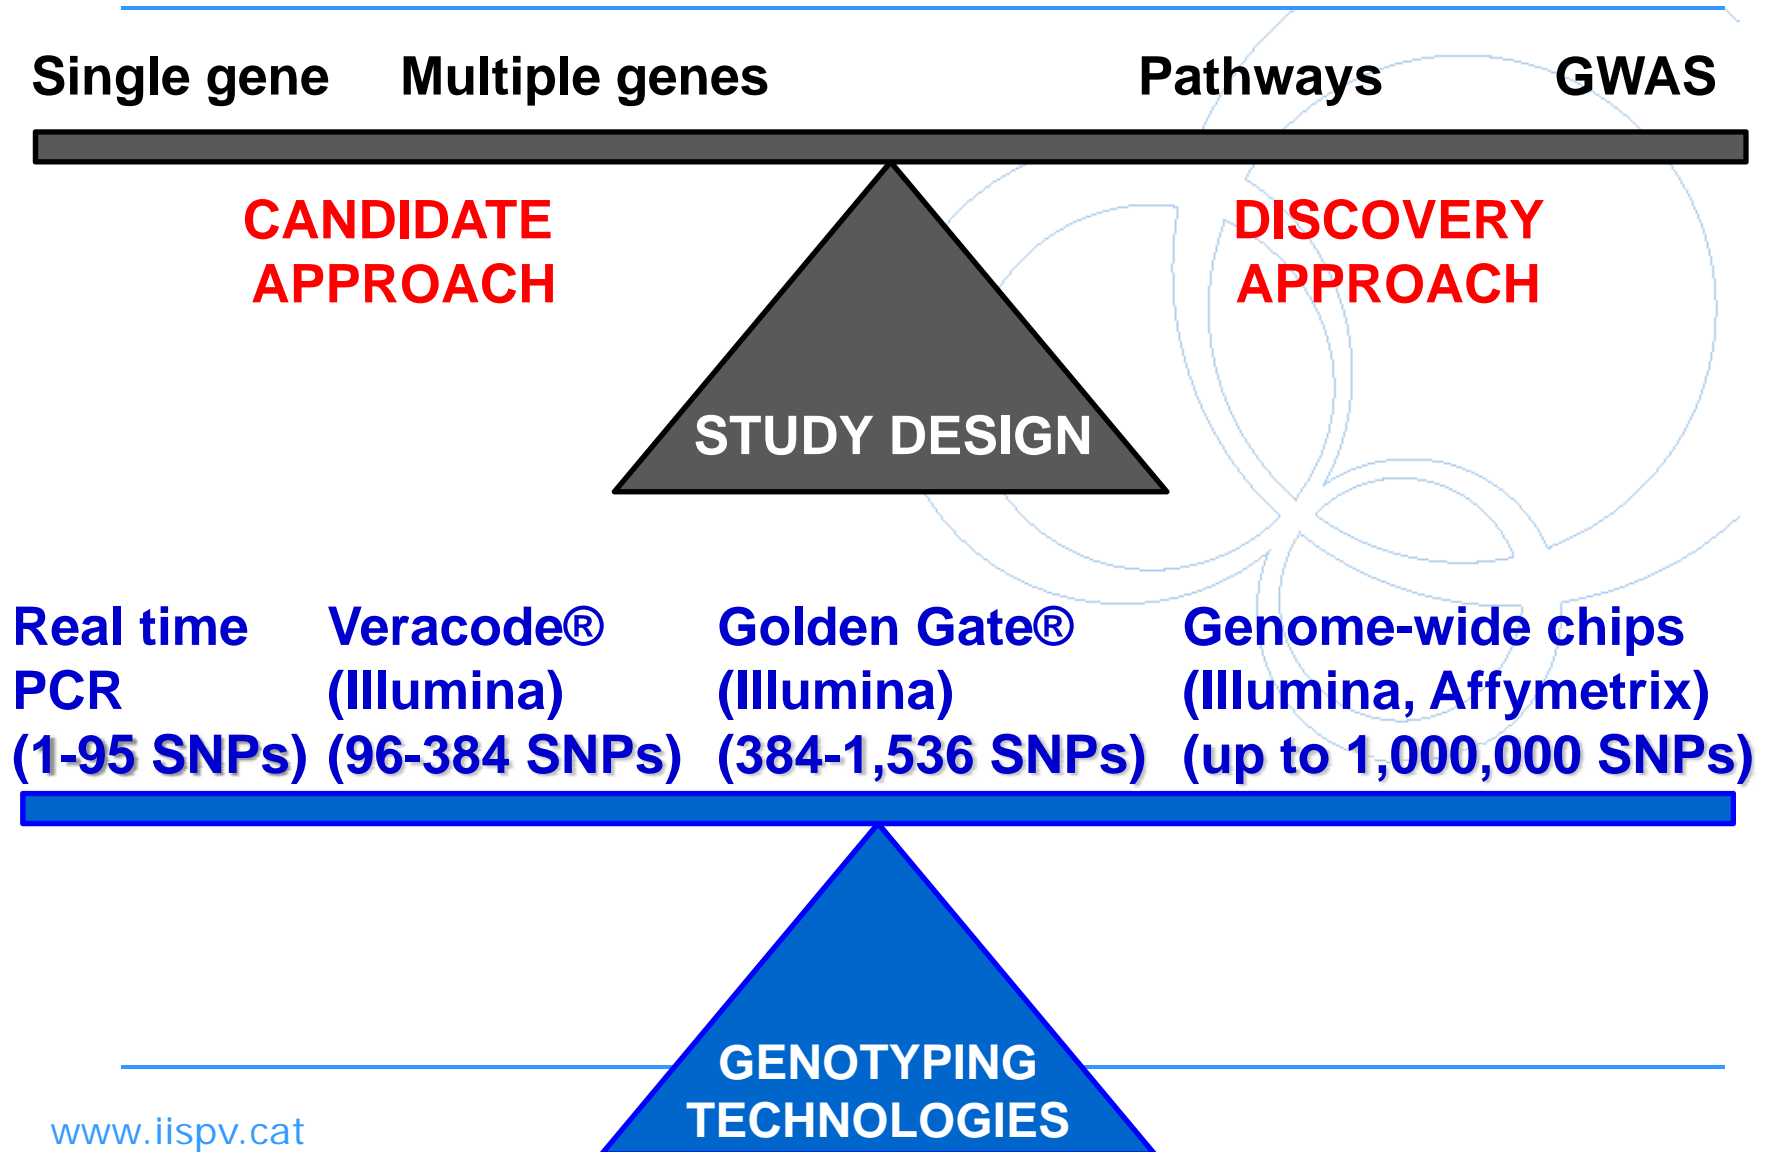 Single gene Multiple genes Pathways GWAS
CANDIDATE
APPROACH
DISCOVERY
APPROACH
STUDY DESIGN
Real time
PCR
(1-95 SNPs)
Veracode®
(Illumina)
(96-384 SNPs)
Golden Gate®
(Illumina)
(384-1,536 SNPs)
Genome-wide chips
(Illumina, Affymetrix)
(up to 1,000,000 SNPs)
GENOTYPING
TECHNOLOGIES
www.iispv.cat